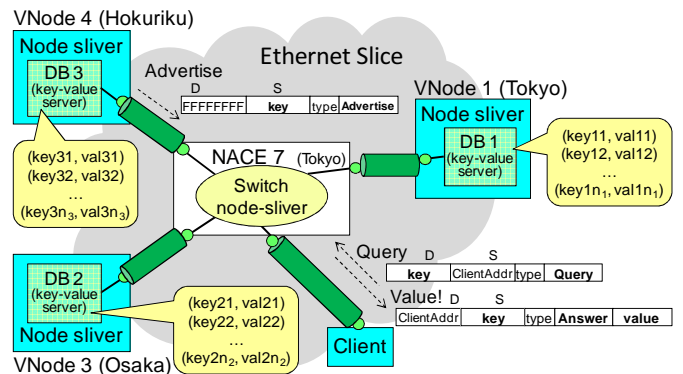 VNode 4 (Hokuriku)
Node sliver
DB 3
(key-value
server)
(key31, val31)
(key32, val32)
…
(key3n3, val3n3)
Ethernet Slice
Advertise
D S
FFFFFFFF key type Advertise
VNode 1 (Tokyo)
Node sliver
DB 1
(key-value
server)
(key11, val11)
(key12, val12)
…
(key1n1, val1n1)
NACE 7 (Tokyo)
Switch
node-sliver
Query D S
key ClientAddr type Query
Value! D S
ClientAddr key type Answer value
DB 2
(key-value
server)
Node sliver
VNode 3 (Osaka)
(key21, val21)
(key22, val22)
…
(key2n2, val2n2)
Client